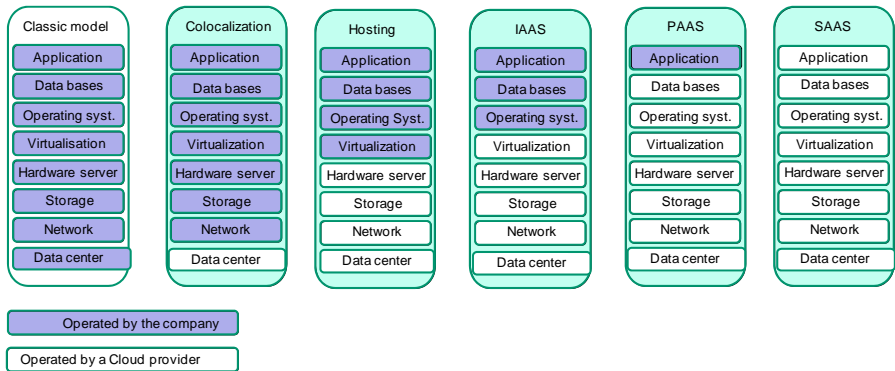 Classic model
Application
Data bases
Operating syst.
Virtualisation
Hardware server
Storage
Network
Data center
Colocalization
Application
Data bases
Operating syst.
Virtualization
Hardware server
Storage
Network
Data center
Hosting
Application
Data bases
Operating Syst.
Virtualization
Hardware server
Storage
Network
Data center
IAAS
Application
Data bases
Operating syst.
Virtualization
Hardware server
Storage
Network
Data center
PAAS
Application
Data bases
Operating syst.
Virtualization
Hardware server
Storage
Network
Data center
SAAS
Application
Data bases
Operating syst.
Virtualization
Hardware server
Storage
Network
Data center
Operated by the company
Operated by a Cloud provider